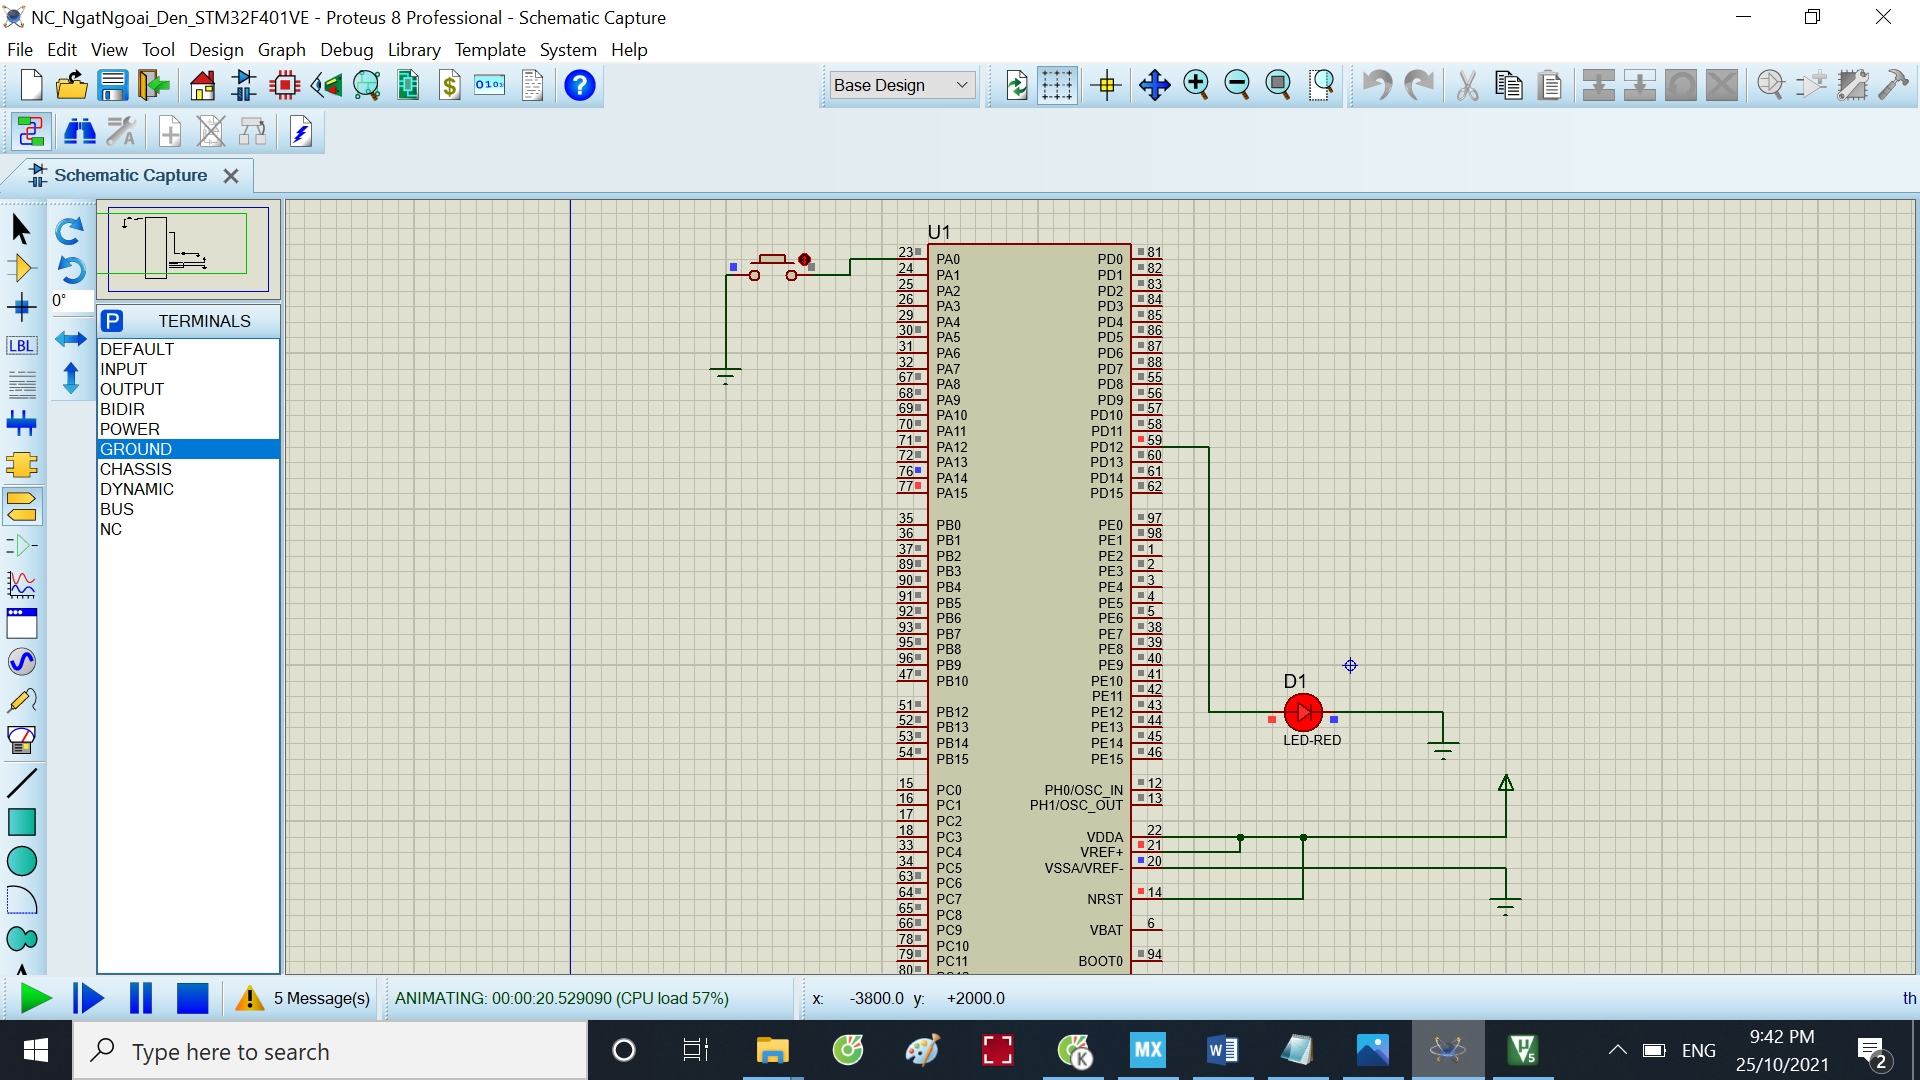 NC_NgatNgoai_Den_STM32F401VE - Proteus 8 Professional - Schematic Capture
File Edit View Tool Design Graph Debug Library Template System Help
Base Design
Schematic Capture
0°
LBL
P TERMINALS
DEFAULT
INPUT
OUTPUT
BIDIR
POWER
GROUND
CHASSIS
DYNAMIC
BUS
NC
U1
23 PA0 PD0 81
24 PA1 PD1 82
25 PA2 PD2 83
26 PA3 PD3 84
29 PA4 PD4 85
30 PA5 PD5 86
31 PA6 PD6 87
32 PA7 PD7 88
67 PA8 PD8 55
68 PA9 PD9 56
69 PA10 PD10 57
70 PA11 PD11 58
71 PA12 PD12 59
72 PA13 PD13 60
76 PA14 PD14 61
77 PA15 PD15 62
35 PB0 PE0 97
36 PB1 PE1 98
37 PB2 PE2 1
89 PB3 PE3 2
90 PB4 PE4 3
91 PB5 PE5 4
92 PB6 PE6 5
93 PB7 PE7 38
95 PB8 PE8 39
96 PB9 PE9 40
47 PB10 PE10 41
PE11 42
51 PB12 PE12 43
52 PB13 PE13 44
53 PB14 PE14 45
54 PB15 PE15 46
15 PC0 PH0/OSC_IN 12
16 PC1 PH1/OSC_OUT 13
17 PC2
18 PC3 VDDA 22
33 PC4 VREF+ 21
34 PC5 VSSA/VREF- 20
63 PC6
64 PC7 NRST 14
65 PC8
66 PC9 VBAT 6
78 PC10
79 PC11 BOOT0 94
80
D1
LED-RED
5 Message(s)
ANIMATING: 00:00:20.529090 (CPU load 57%)
x: -3800.0 y: +2000.0
th
Type here to search
K
MX
W
V5
ENG
9:42 PM
25/10/2021
2